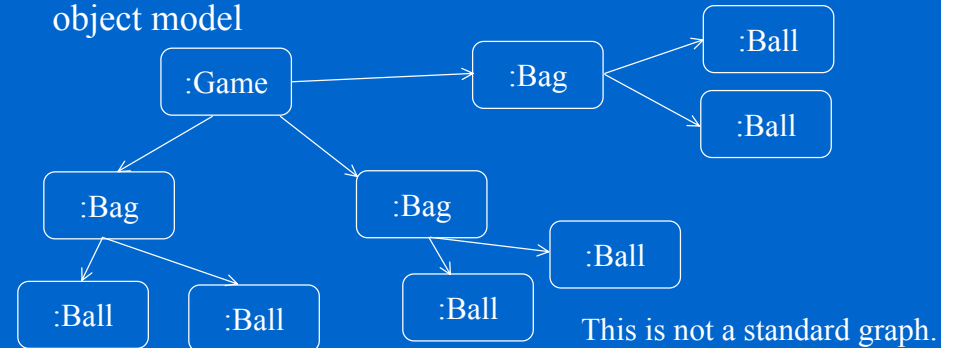 object model
:Ball
:Game
:Bag
:Ball
:Bag
:Bag
:Ball
:Ball
:Ball
:Ball
This is not a standard graph.